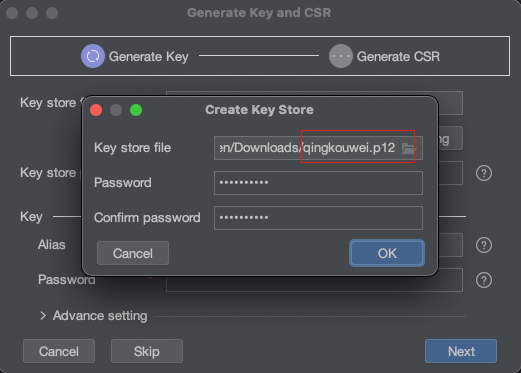 Generate Key and CSR
Generate Key
Generate CSR
Key store
Create Key Store
Key store file
/Downloads/qingkouwei.p12
Password
••••••••••
Confirm password
••••••••••
Cancel
OK
Key store
?
Key
Alias
?
Password
?
Advance setting
Cancel
Skip
Next